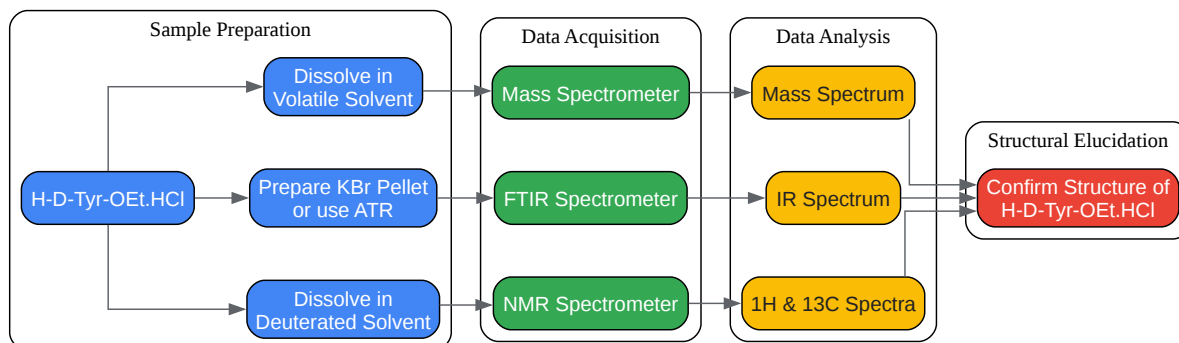 Sample Preparation
Data Acquisition
Data Analysis
Structural Elucidation
Dissolve in
Volatile Solvent
Mass Spectrometer
Mass Spectrum
H-D-Tyr-OEt.HCl
Prepare KBr Pellet
or use ATR
FTIR Spectrometer
IR Spectrum
Confirm Structure of
H-D-Tyr-OEt.HCl
Dissolve in
Deuterated Solvent
NMR Spectrometer
1H & 13C Spectra